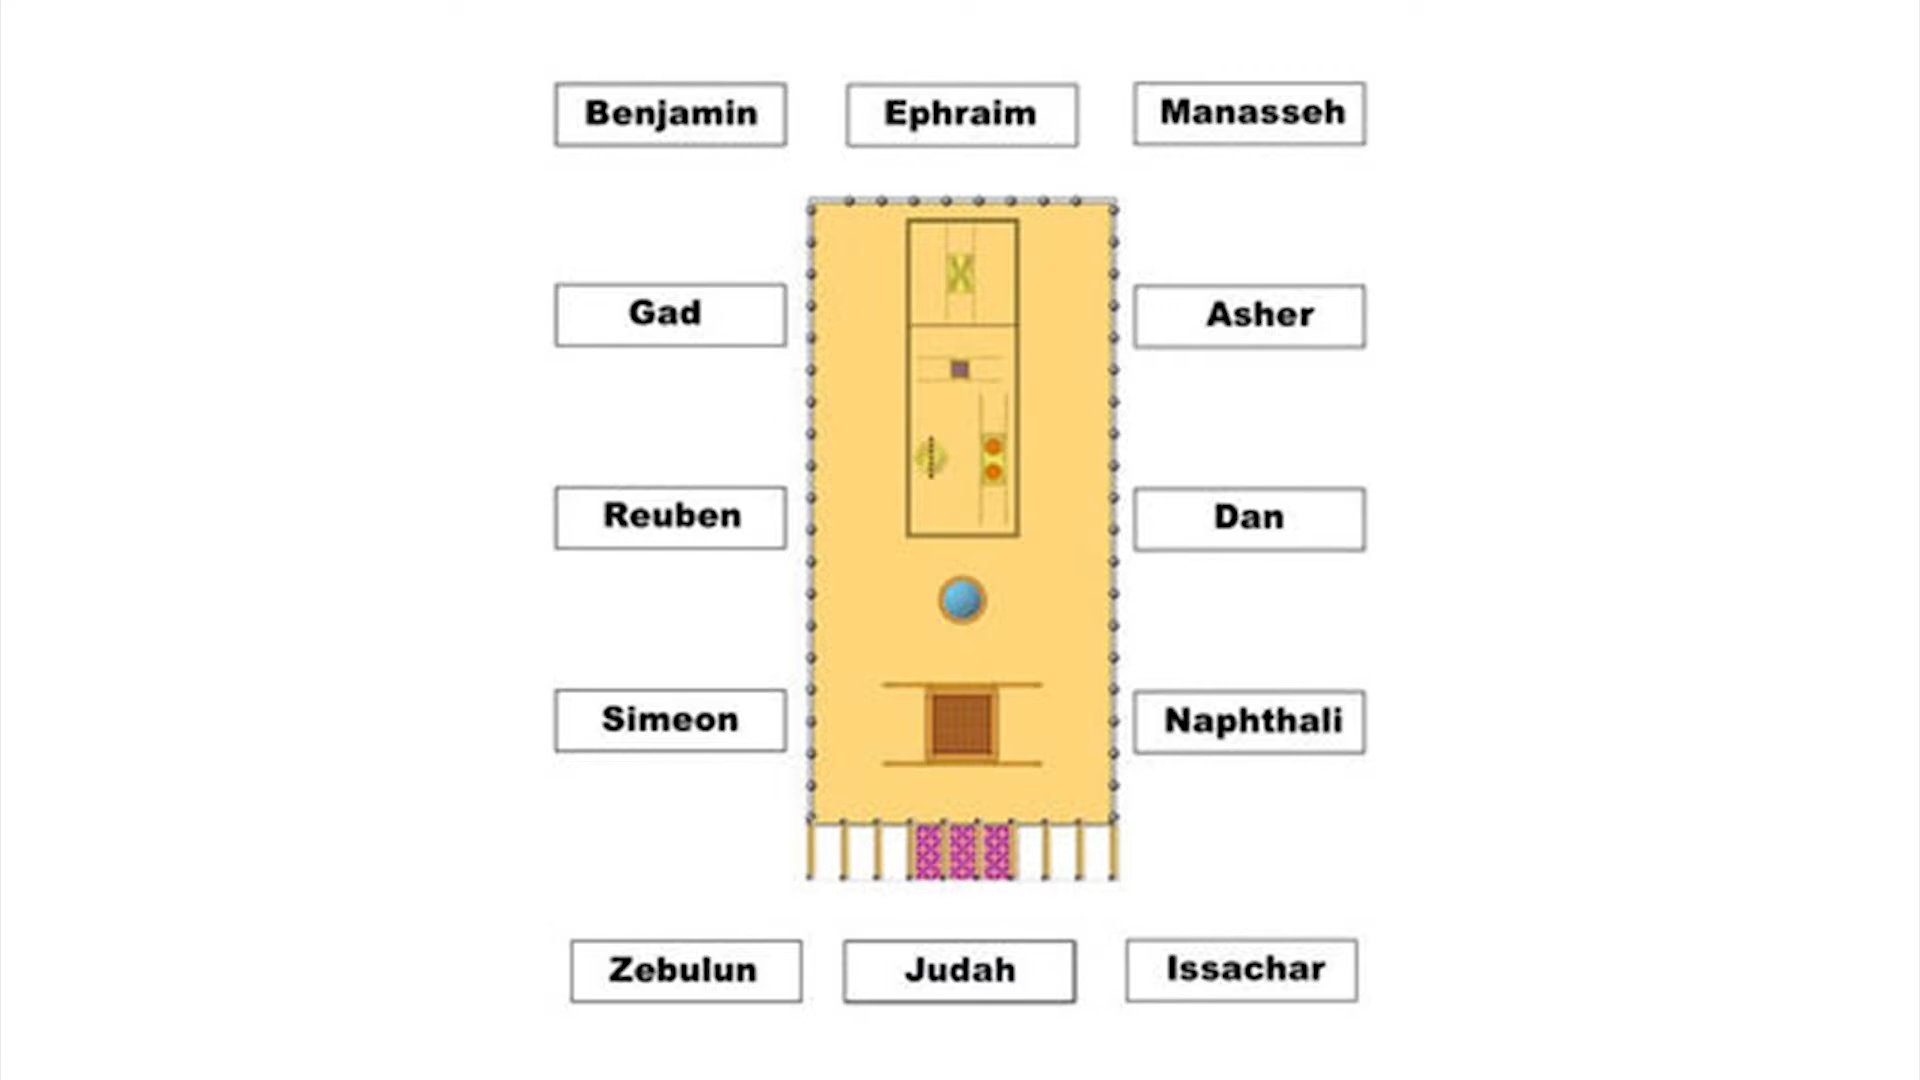 Benjamin
Ephraim
Manasseh
Gad
Asher
Reuben
Dan
Simeon
Naphthali
Zebulun
Judah
Issachar